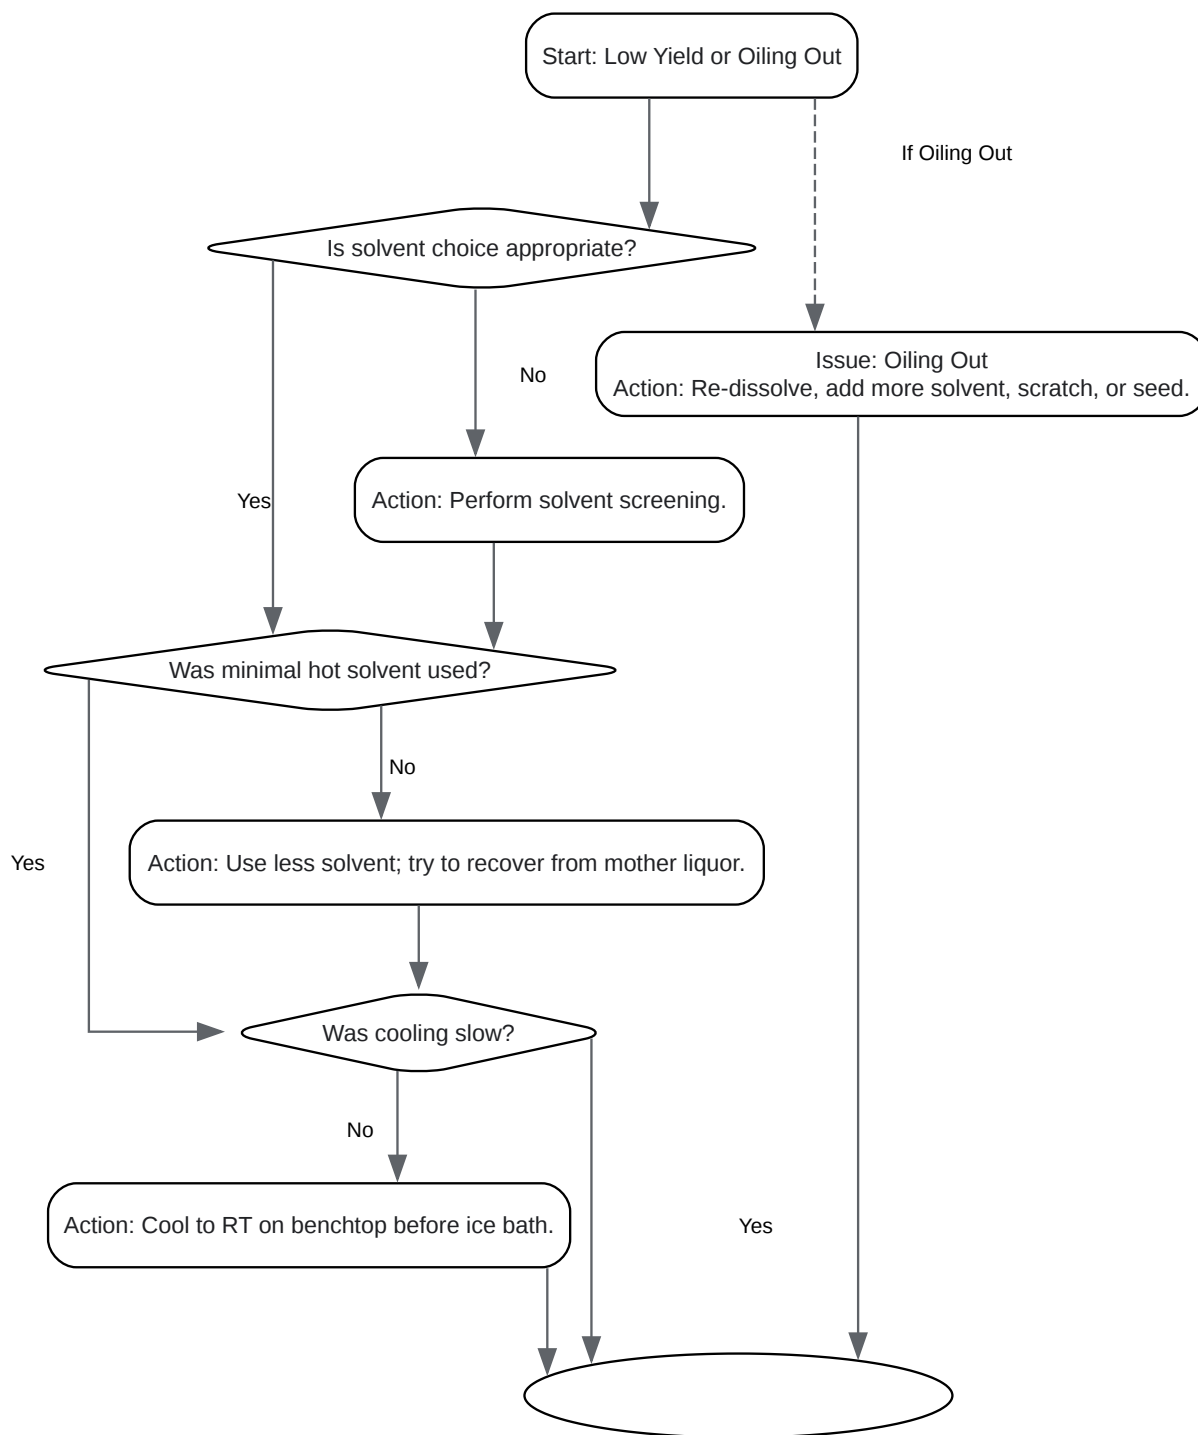 Start: Low Yield or Oiling Out
If Oiling Out
Is solvent choice appropriate?
No
Issue: Oiling Out
Action: Re-dissolve, add more solvent, scratch, or seed.
Yes
Action: Perform solvent screening.
Was minimal hot solvent used?
No
Yes
Action: Use less solvent; try to recover from mother liquor.
Was cooling slow?
No
Action: Cool to RT on benchtop before ice bath.
Yes